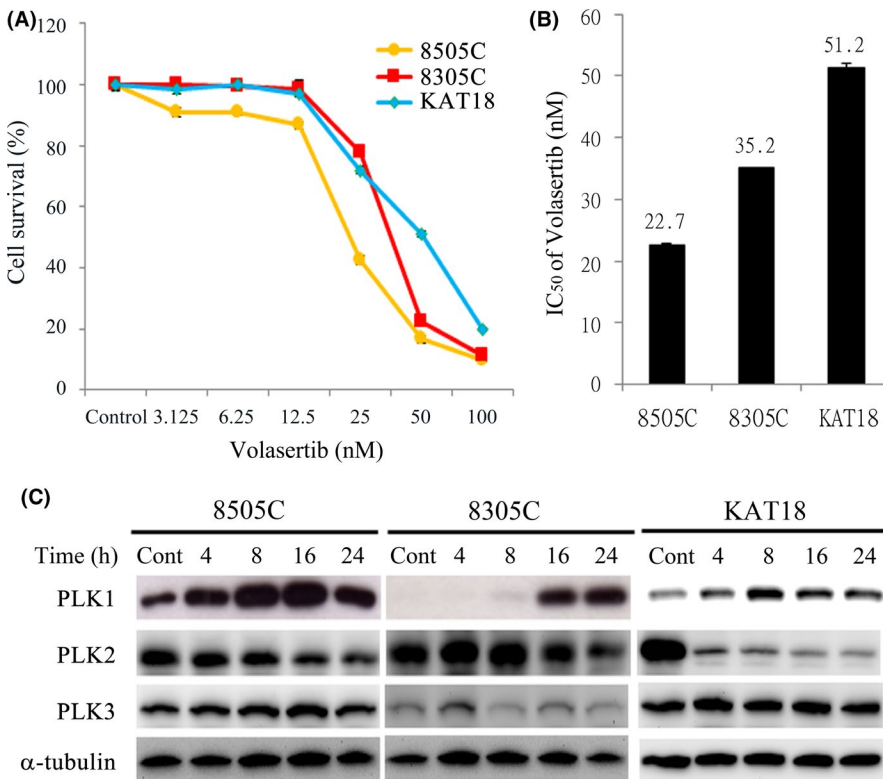 (A)
120
100
80
60
40
20
0
Cell survival (%)
8505C
8305C
KAT18
Control 3.125 6.25 12.5 25 50 100
Volasertib (nM)
(B)
60
50
40
30
20
10
0
IC50 of Volasertib (nM)
22.7
35.2
51.2
8505C 8305C KAT18
(C)
8505C 8305C KAT18
Time (h) Cont 4 8 16 24 Cont 4 8 16 24 Cont 4 8 16 24
PLK1
PLK2
PLK3
α-tubulin